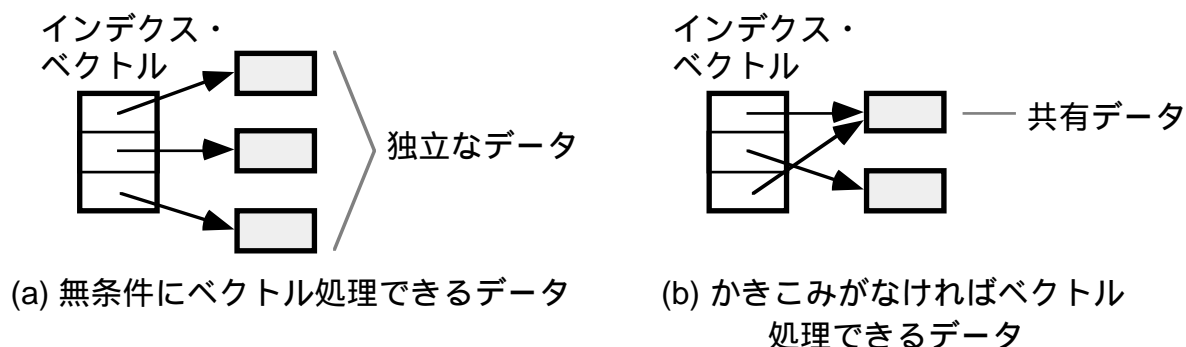 インデクス・
ベクトル
独立なデータ
(a) 無条件にベクトル処理できるデータ
インデクス・
ベクトル
共有データ
(b) かきこみがなければベクトル
処理できるデータ